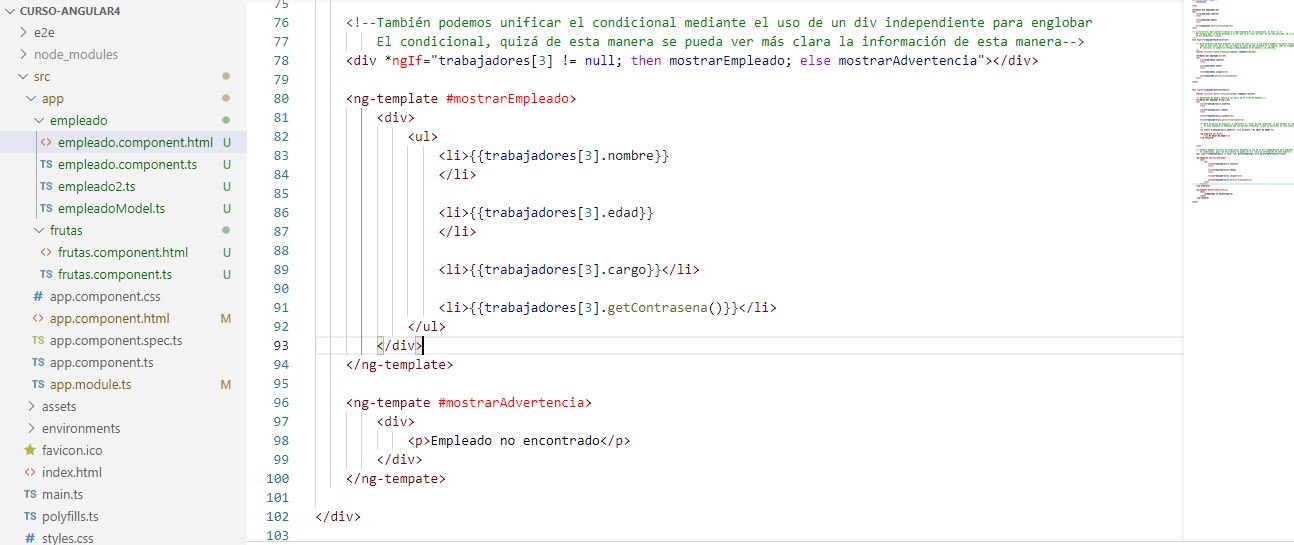 CURSO-ANGULAR4
e2e
node_modules
src
app
empleado
empleado.component.html U
TS empleado.component.ts U
TS empleado2.ts U
TS empleadoModel.ts U
frutas
frutas.component.html U
TS frutas.component.ts U
# app.component.css
app.component.html M
TS app.component.spec.ts
TS app.component.ts
TS app.module.ts M
assets
environments
favicon.ico
index.html
TS main.ts
TS polyfills.ts
# styles.css
75
76 <!--También podemos unificar el condicional mediante el uso de un div independente para englobar
77 El condicional, quizá de esta manera se pueda ver más clara la información de esta manera-->
78 <div *ngIf="trabajadores[3] != null; then mostrarEmpleado; else mostrarAdvertencia"></div>
79
80 <ng-template #mostrarEmpleado>
81 <div>
82 <ul>
83 <li>{{trabajadores[3].nombre}}
84 </li>
85
86 <li>{{trabajadores[3].edad}}
87 </li>
88
89 <li>{{trabajadores[3].cargo}}</li>
90
91 <li>{{trabajadores[3].getContrasena()}}</li>
92 </ul>
93 </div>
94 </ng-template>
95
96 <ng-tempate #mostrarAdvertencia>
97 <div>
98 <p>Empleado no encontrado</p>
99 </div>
100 </ng-tempate>
101
102 </div>
103